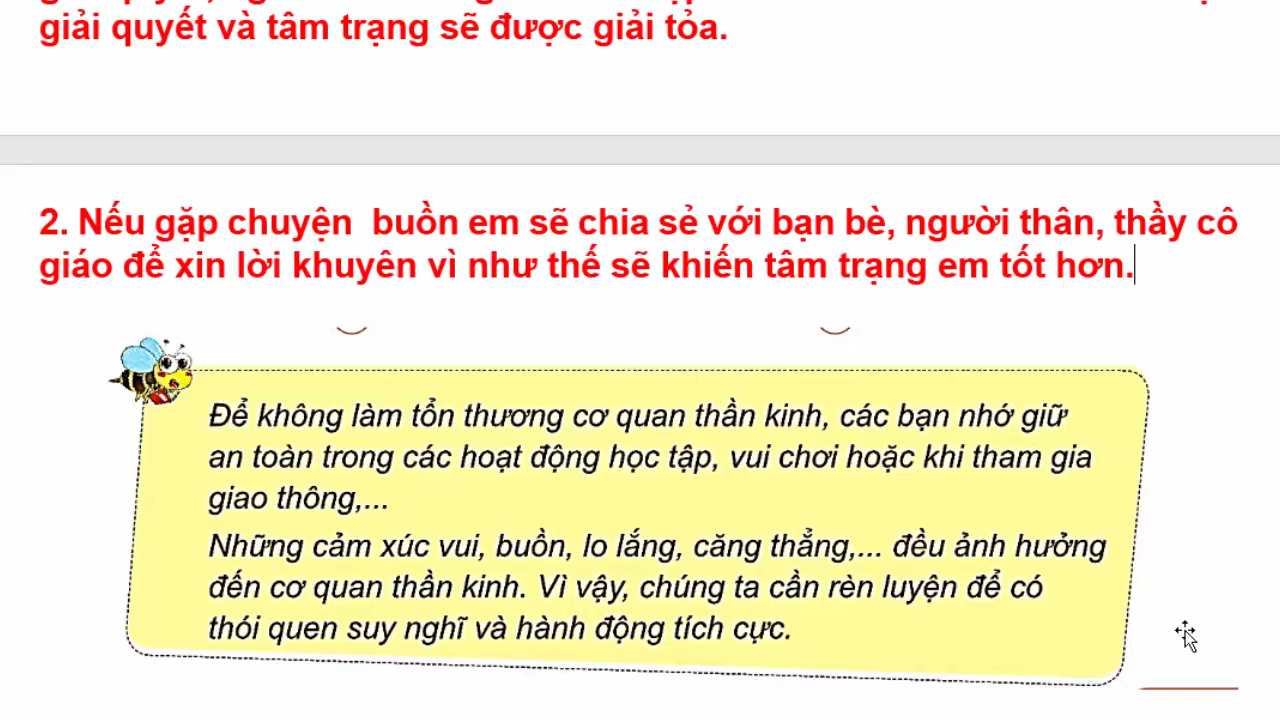 giải quyết và tâm trạng sẽ được giải tỏa.
2. Nếu gặp chuyện  buồn em sẽ chia sẻ với bạn bè, người thân, thầy cô
giáo để xin lời khuyên vì như thế sẽ khiến tâm trạng em tốt hơn.
Để không làm tổn thương cơ quan thần kinh, các bạn nhớ giữ
an toàn trong các hoạt động học tập, vui chơi hoặc khi tham gia
giao thông,...
Những cảm xúc vui, buồn, lo lắng, căng thẳng,... đều ảnh hưởng
đến cơ quan thần kinh. Vì vậy, chúng ta cần rèn luyện để có
thói quen suy nghĩ và hành động tích cực.